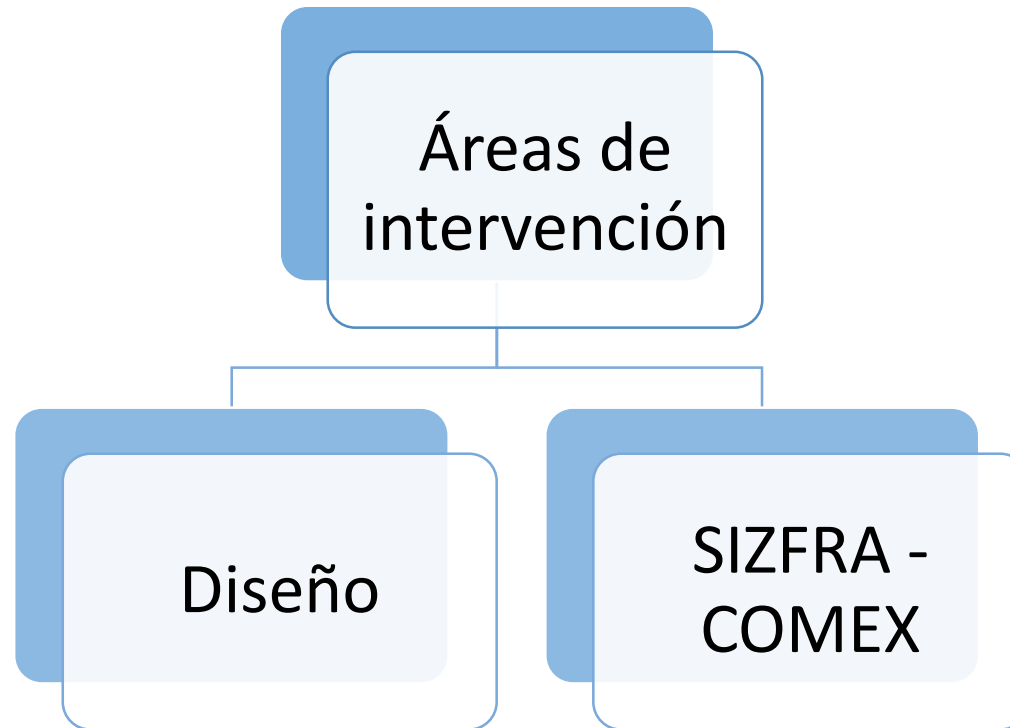 Áreas de
intervención
Diseño
SIZFRA -
COMEX